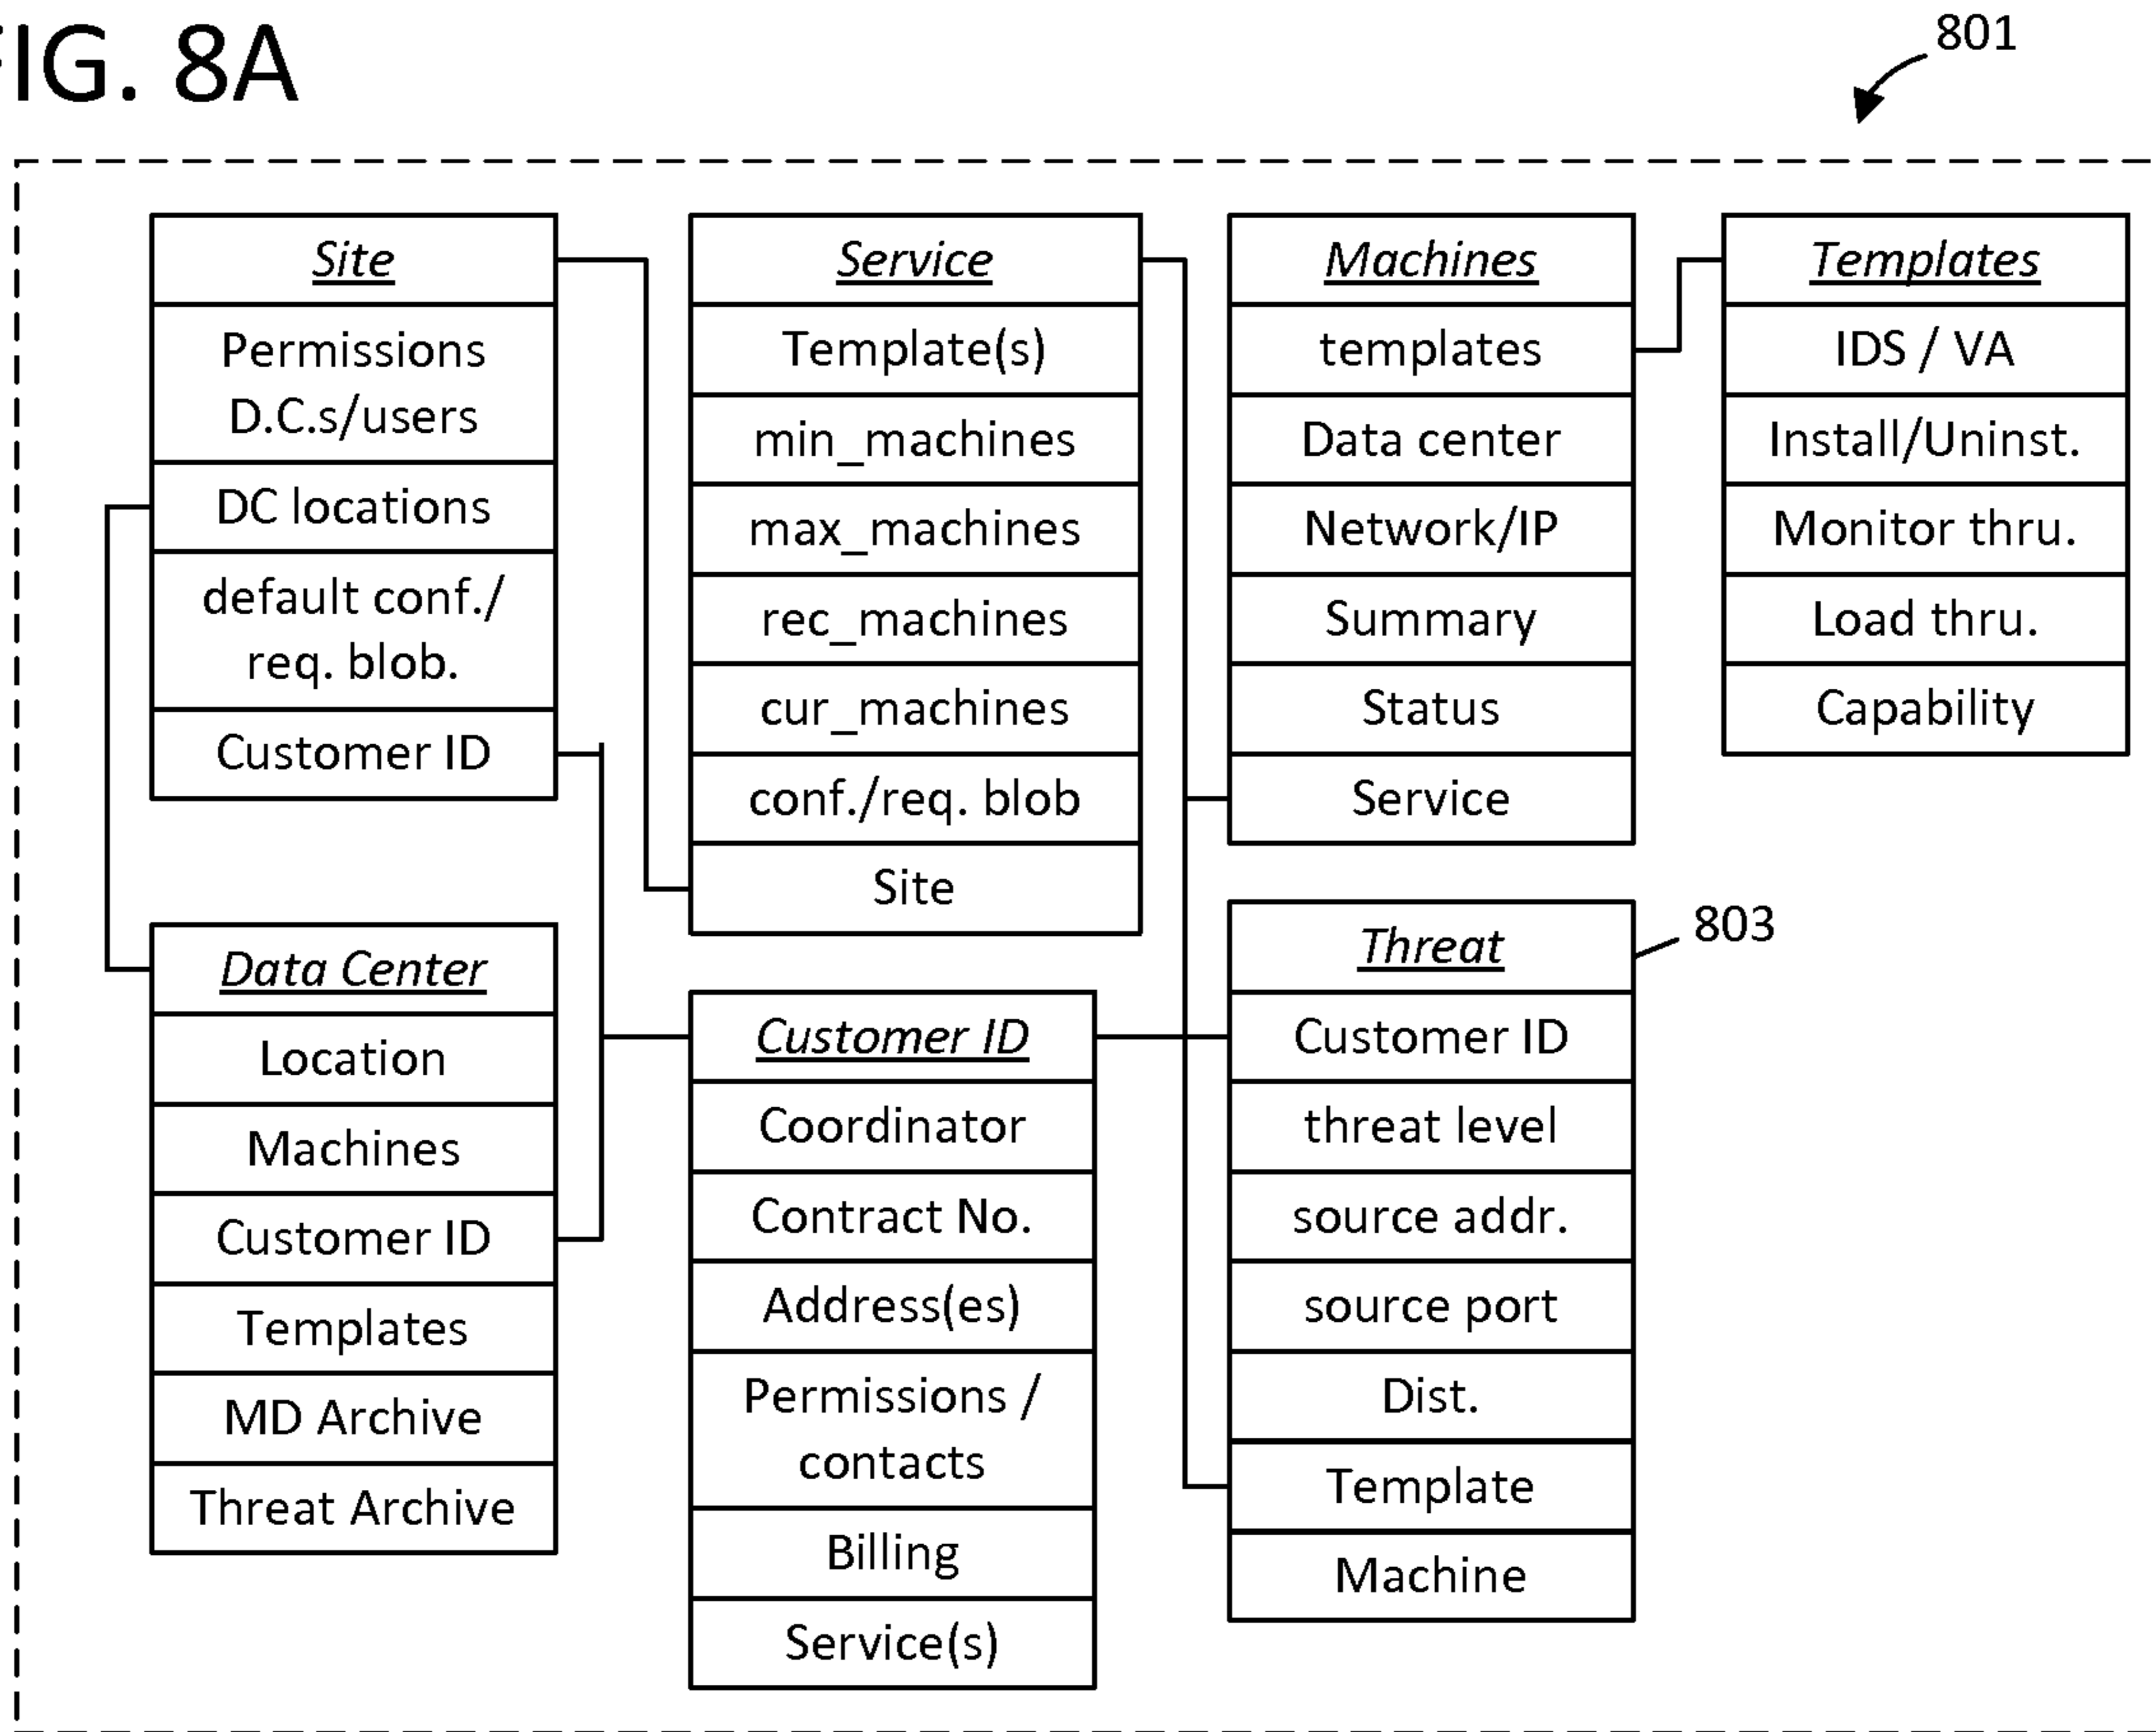 FIG. 8A
801
Site
Permissions
D.C.s/users
DC locations
default conf./
req. blob.
Customer ID
Service
Template(s)
min_machines
max_machines
rec_machines
cur_machines
conf./req. blob
Site
Machines
templates
Data center
Network/IP
Summary
Status
Service
Templates
IDS / VA
Install/Uninst.
Monitor thru.
Load thru.
Capability
Data Center
Location
Machines
Customer ID
Templates
MD Archive
Threat Archive
Customer ID
Coordinator
Contract No.
Address(es)
Permissions /
contacts
Billing
Service(s)
Threat
803
Customer ID
threat level
source addr.
source port
Dist.
Template
Machine